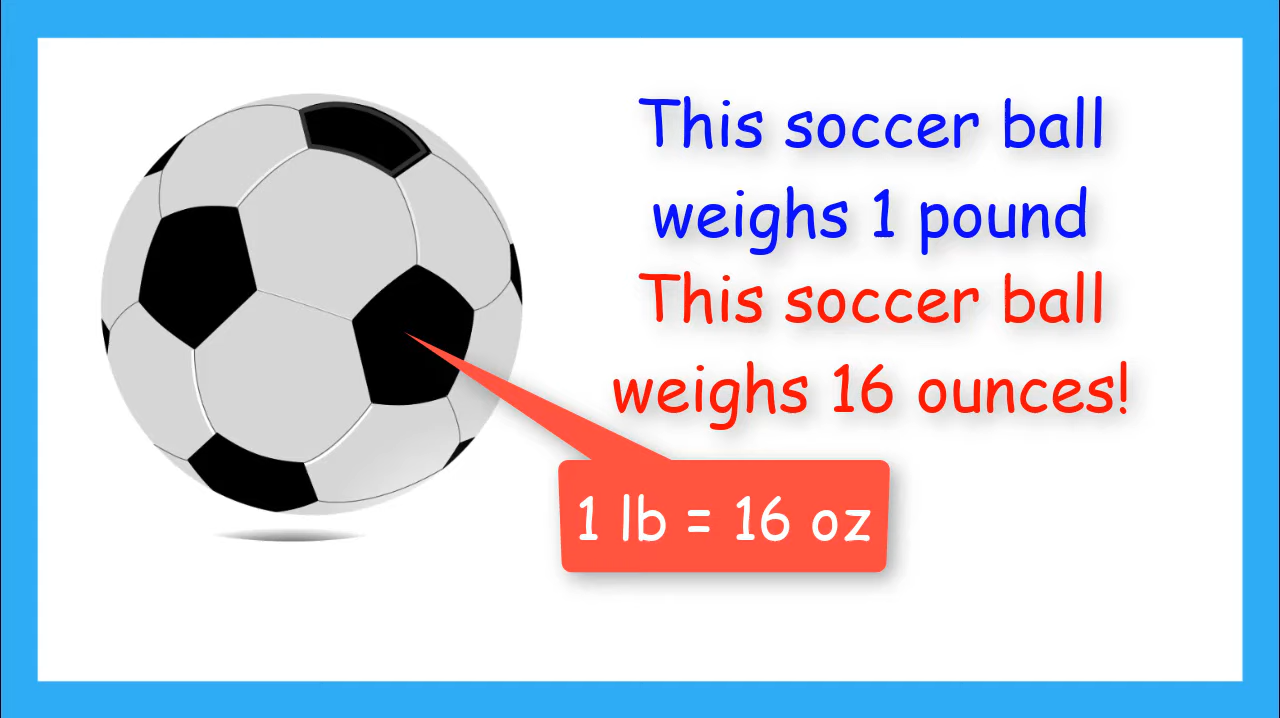 This soccer ball
weighs 1 pound
This soccer ball
weighs 16 ounces!
1 lb = 16 oz